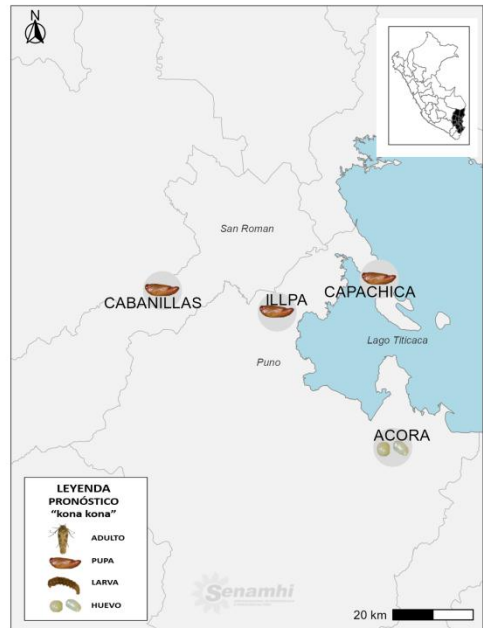 N
San Roman
CABANILLAS
ILLPA
CAPACHICA
Lago Titicaca
Puno
ACORA
LEYENDA
PRONÓSTICO
"kona kona"
ADULTO
PUPA
LARVA
HUEVO
Senamhi
20 km